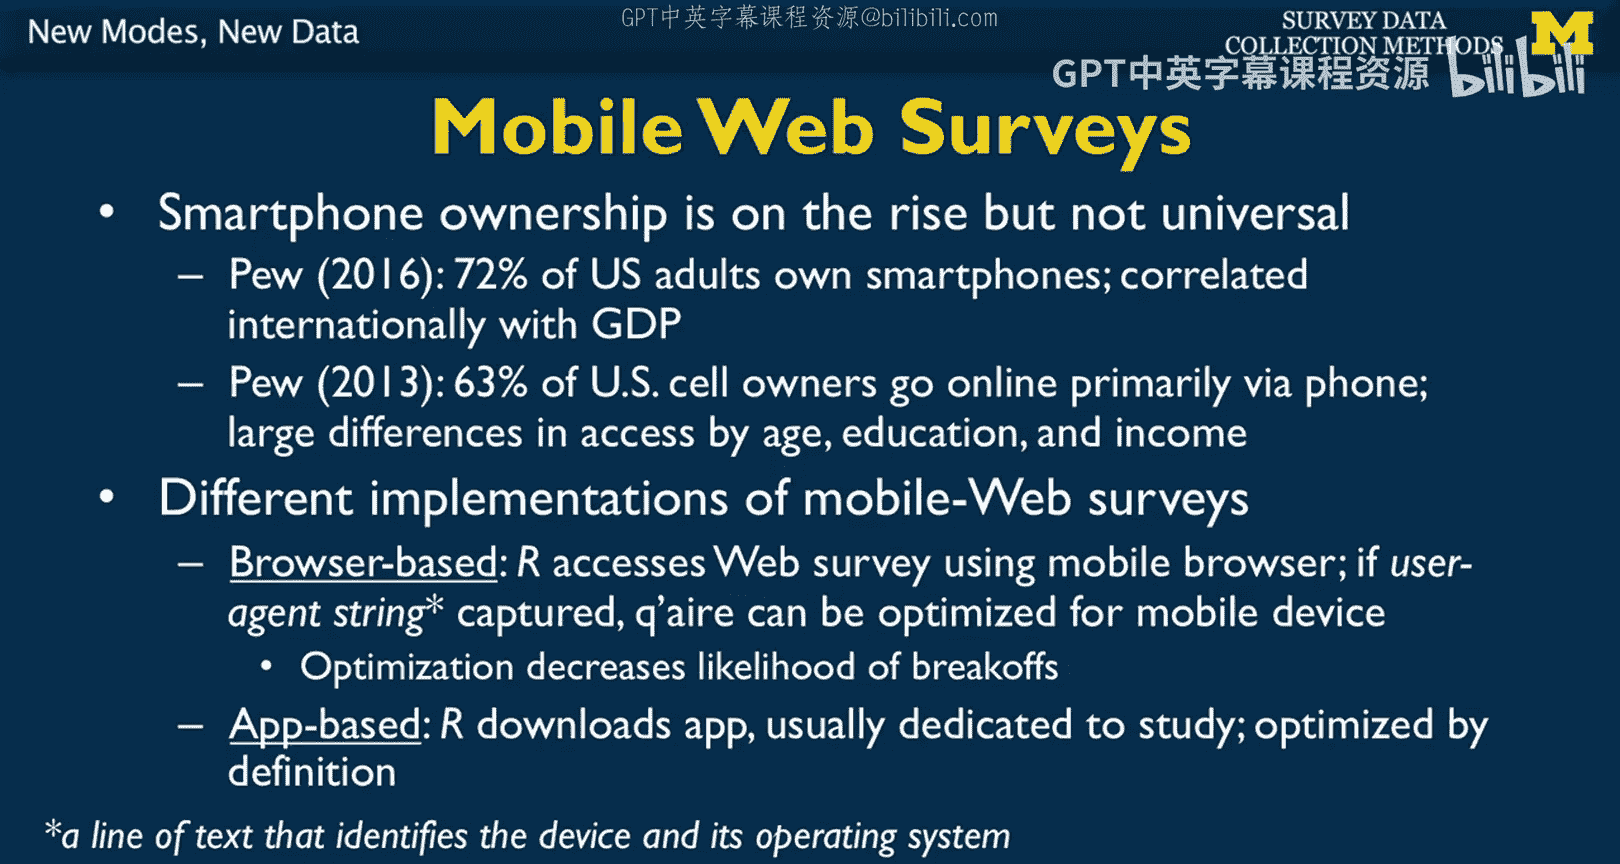 New Modes, New Data
GPT中英字幕课程资源@bilibili.com
SURVEY DATA
COLLECTION METHODS
M
GPT中英字幕课程资源 bilibili
Mobile Web Surveys
• Smartphone ownership is on the rise but not universal
– Pew (2016): 72% of US adults own smartphones; correlated
internationally with GDP
– Pew (2013): 63% of U.S. cell owners go online primarily via phone;
large differences in access by age, education, and income
• Different implementations of mobile-Web surveys
– Browser-based: R accesses Web survey using mobile browser; if user-
agent string* captured, q’aire can be optimized for mobile device
• Optimization decreases likelihood of breakoffs
– App-based: R downloads app, usually dedicated to study; optimized by
definition
*a line of text that identifies the device and its operating system